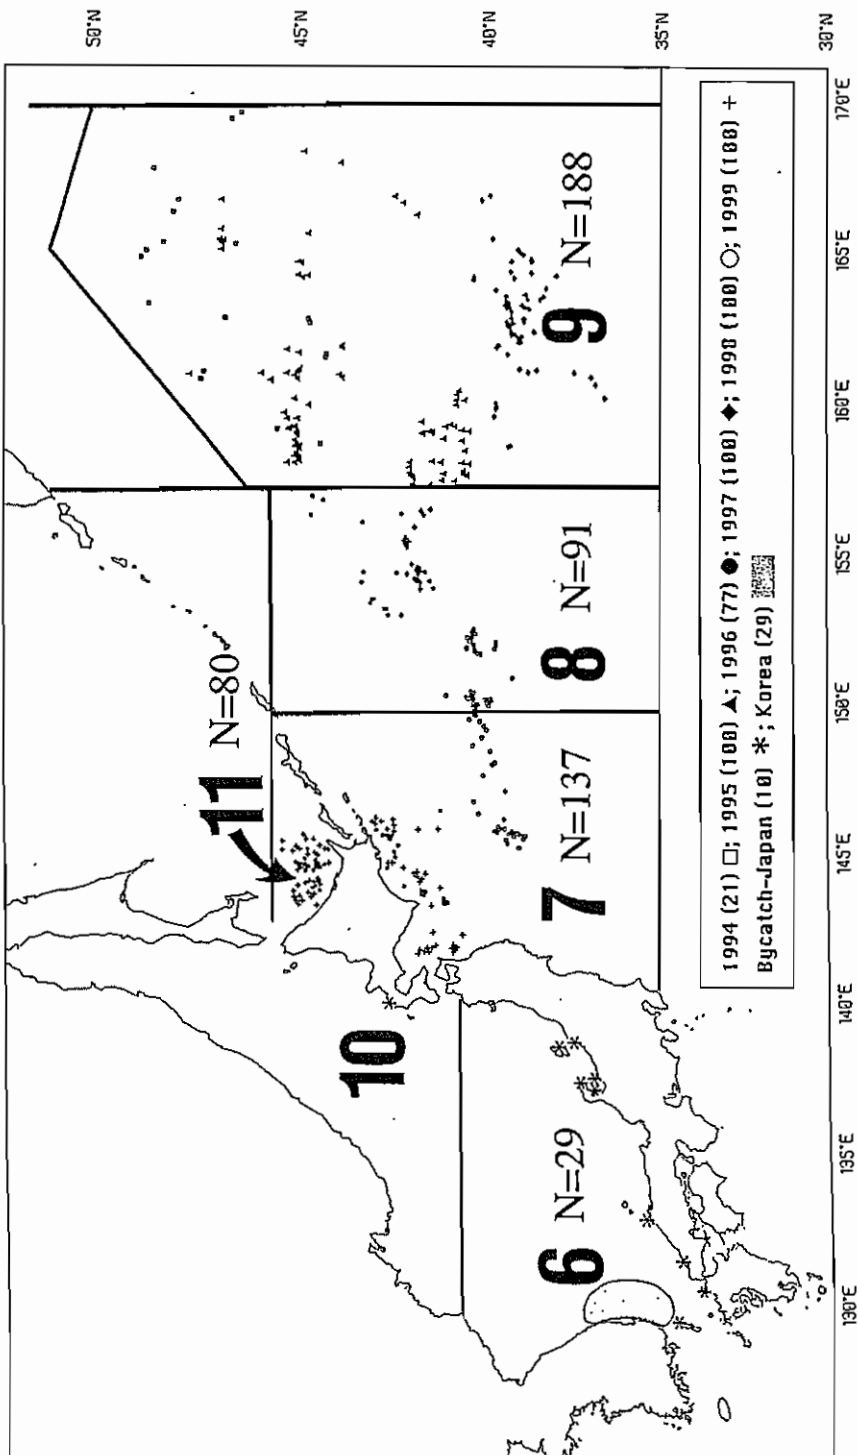 50°N
45°N
40°N
35°N
30°N
130°E
135°E
140°E
145°E
150°E
155°E
160°E
165°E
170°E
11
N=80
10
6 N=29
7 N=137
8 N=91
9 N=188
1994 (21) □; 1995 (100) ▲; 1996 (77) ●; 1997 (100) ◆; 1998 (100) ○; 1999 (100) +
Bycatch-Japan (10) *; Korea (29)